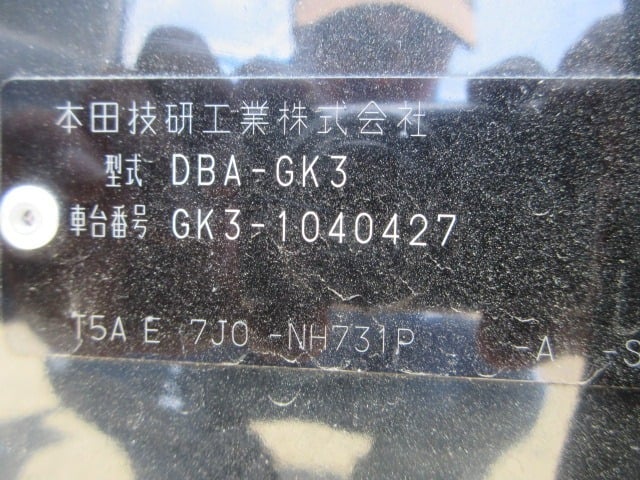 本田技研工業株式会社
型式 DBA-GK3
車台番号 GK3-1040427
T5A E 7J0 -NH731P -A -S